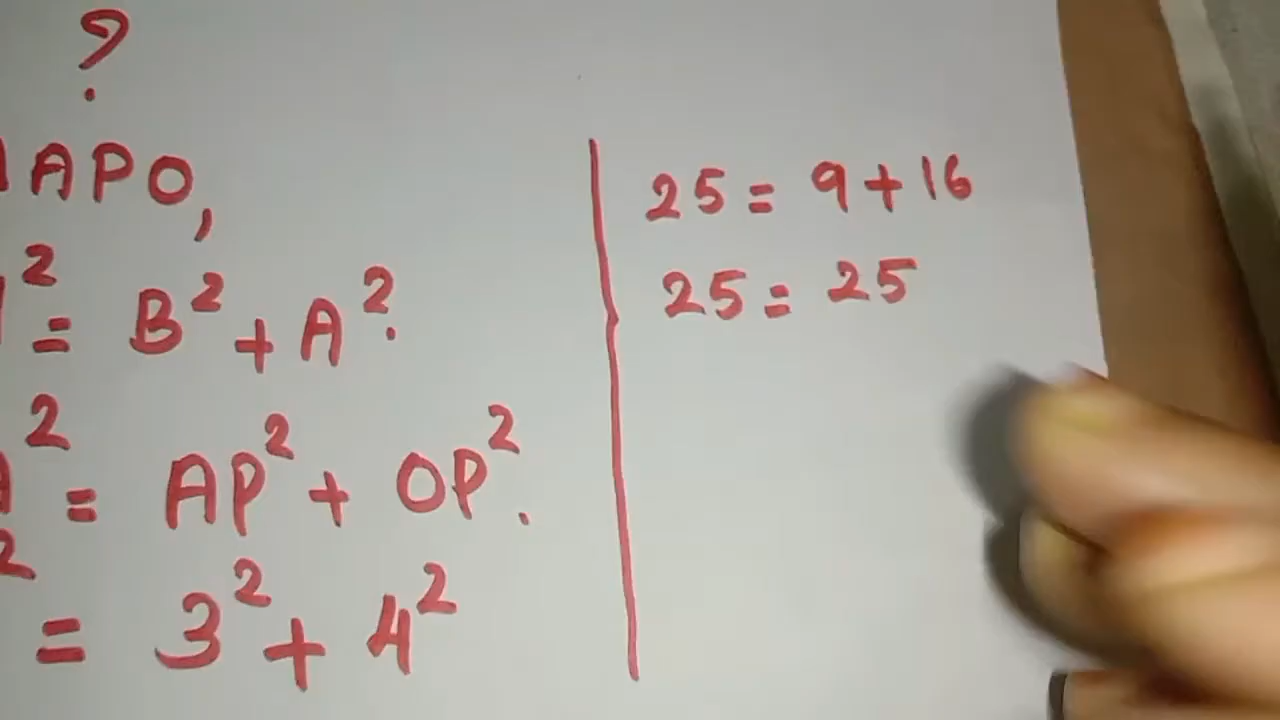 ?
APO,
² = B² + A².
² = AP² + OP².
² = 3² + 4²
25 = 9 + 16
25 = 25